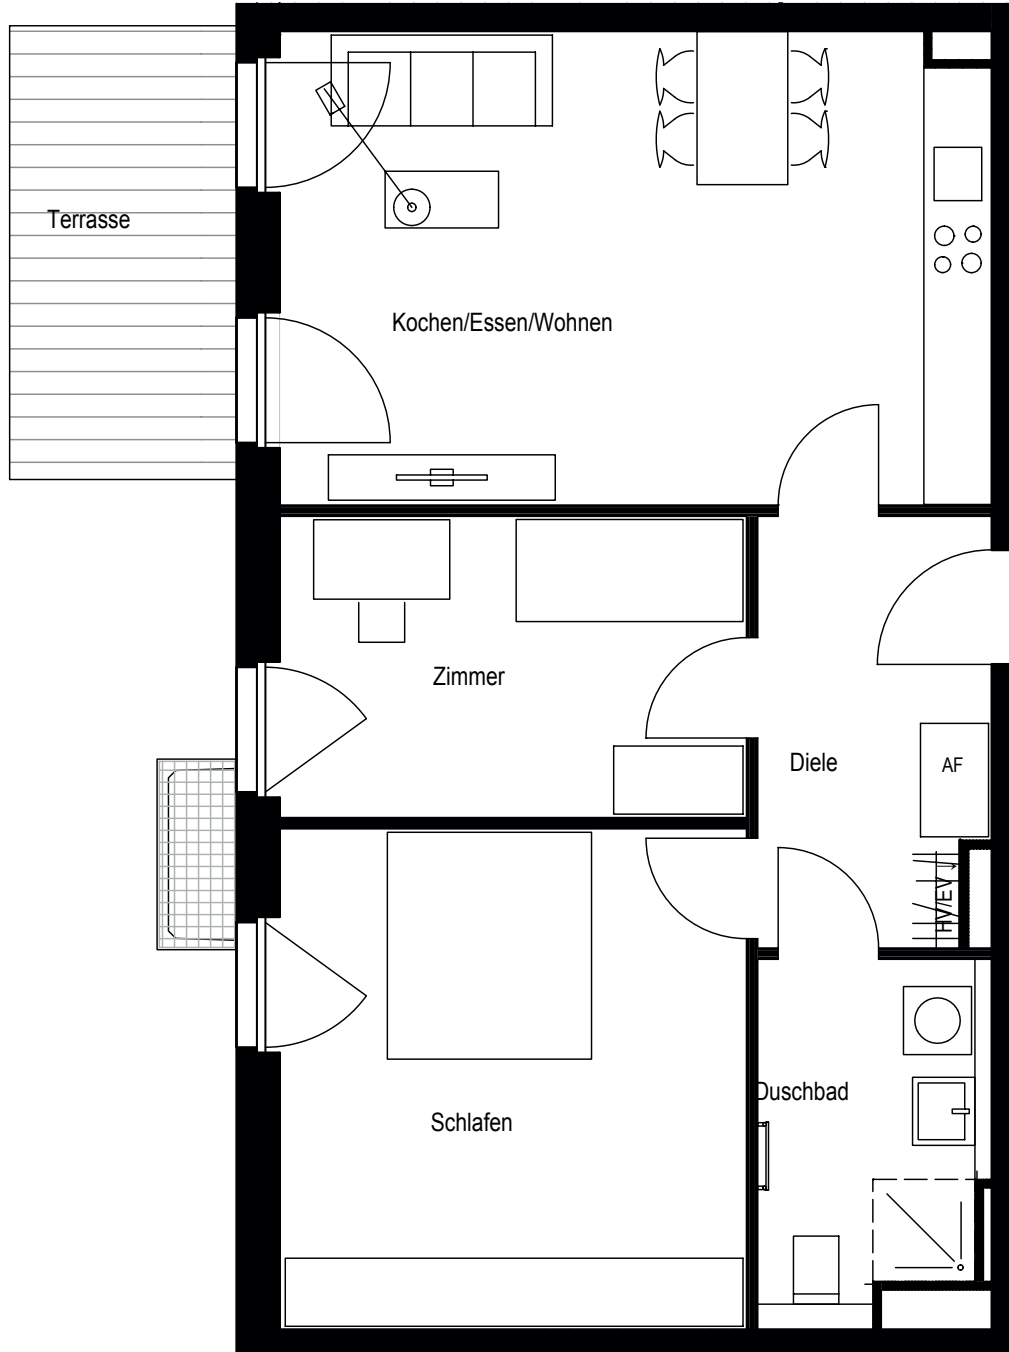 Terrasse
Kochen/Essen/Wohnen
Zimmer
Diele
AF
HV/EV
Duschbad
Schlafen